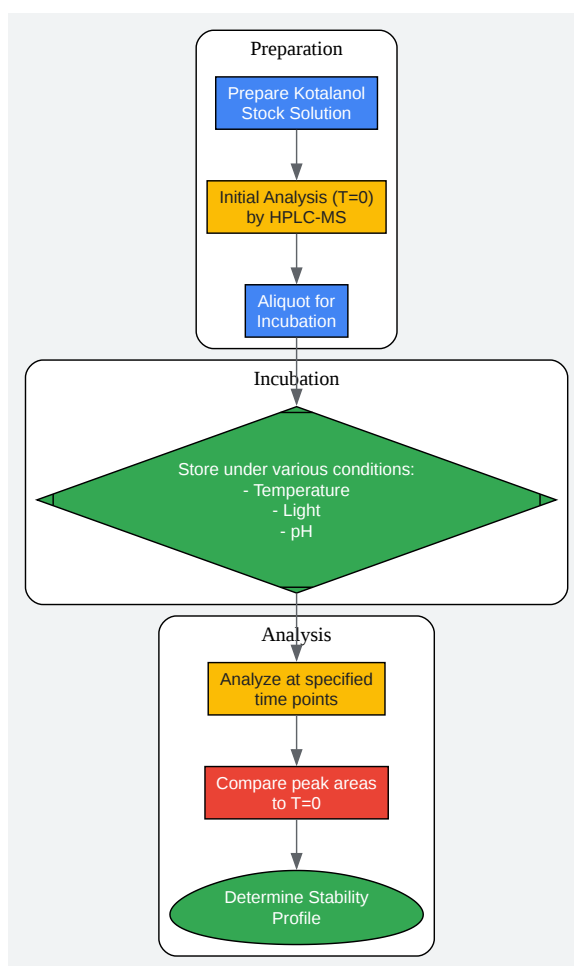 Preparation
Prepare Kotalanol
Stock Solution
Initial Analysis (T=0)
by HPLC-MS
Aliquot for
Incubation
Incubation
Store under various conditions:
- Temperature
- Light
- pH
Analysis
Analyze at specified
time points
Compare peak areas
to T=0
Determine Stability
Profile